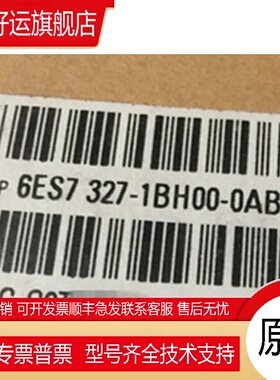 好运旗舰店
P 6ES7 327-1BH00-0AB
销 可开发票顺丰急发联系客服 售后无忧
专票普票 型号齐全技术支持
原